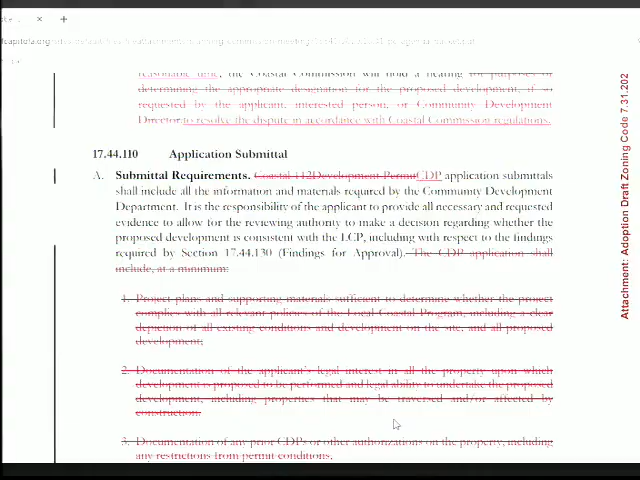 reasonable time, the Coastal Commission will hold a hearing for purposes of
determining the appropriate designation for the proposed development, if so
requested by the applicant, interested person, or Community Development
Director to resolve the dispute in accordance with Coastal Commission regulations.
17.44.110 Application Submittal
A. Submittal Requirements. Coastal 112Development Permit CDP application submittals
shall include all the information and materials required by the Community Development
Department. It is the responsibility of the applicant to provide all necessary and requested
evidence to allow for the reviewing authority to make a decision regarding whether the
proposed development is consistent with the LCP, including with respect to the findings
required by Section 17.44.130 (Findings for Approval). The CDP application shall
include, at a minimum:
1. Project plans and supporting materials sufficient to determine whether the project
complies with all relevant policies of the Local Coastal Program, including a clear
depiction of all existing conditions and development on the site, and all proposed
development;
2. Documentation of the applicant's legal interest in all the property upon which
development is proposed to be performed and legal ability to undertake the proposed
development, including properties that may be traversed and/or affected by
construction.
3. Documentation of any prior CDPs or other authorizations on the property, including
any restrictions from permit conditions.
Attachment: Adoption Draft Zoning Code 7.31.202